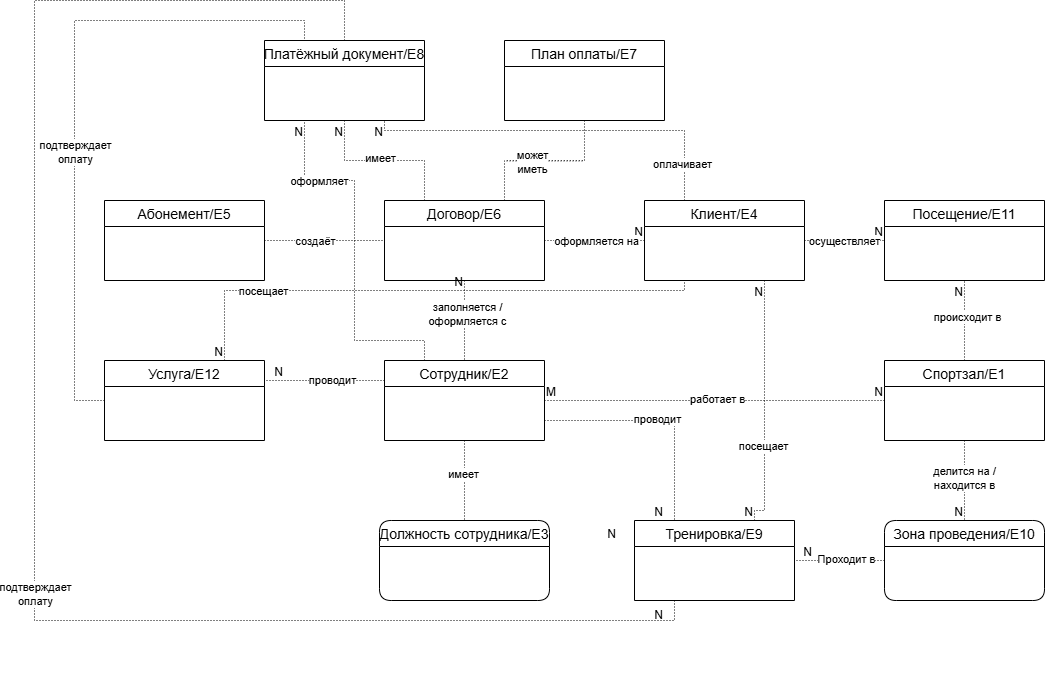 Платёжный документ/E8
План оплаты/E7
N
N
N
подтверждает
оплату
имеет
может
иметь
оплачивает
оформляет
Абонемент/E5
Договор/E6
Клиент/E4
Посещение/E11
создаёт
оформляется на
N
осуществляет
N
посещает
N
N
N
заполняется /
оформляется с
происходит в
N
Услуга/E12
N
проводит
Сотрудник/E2
Спортзал/E1
M
работает в
N
проводит
посещает
имеет
делится на /
находится в
N
N
N
Должность сотрудника/E3
N
Тренировка/E9
Зона проведения/E10
N
Проходит в
подтверждает
оплату
N